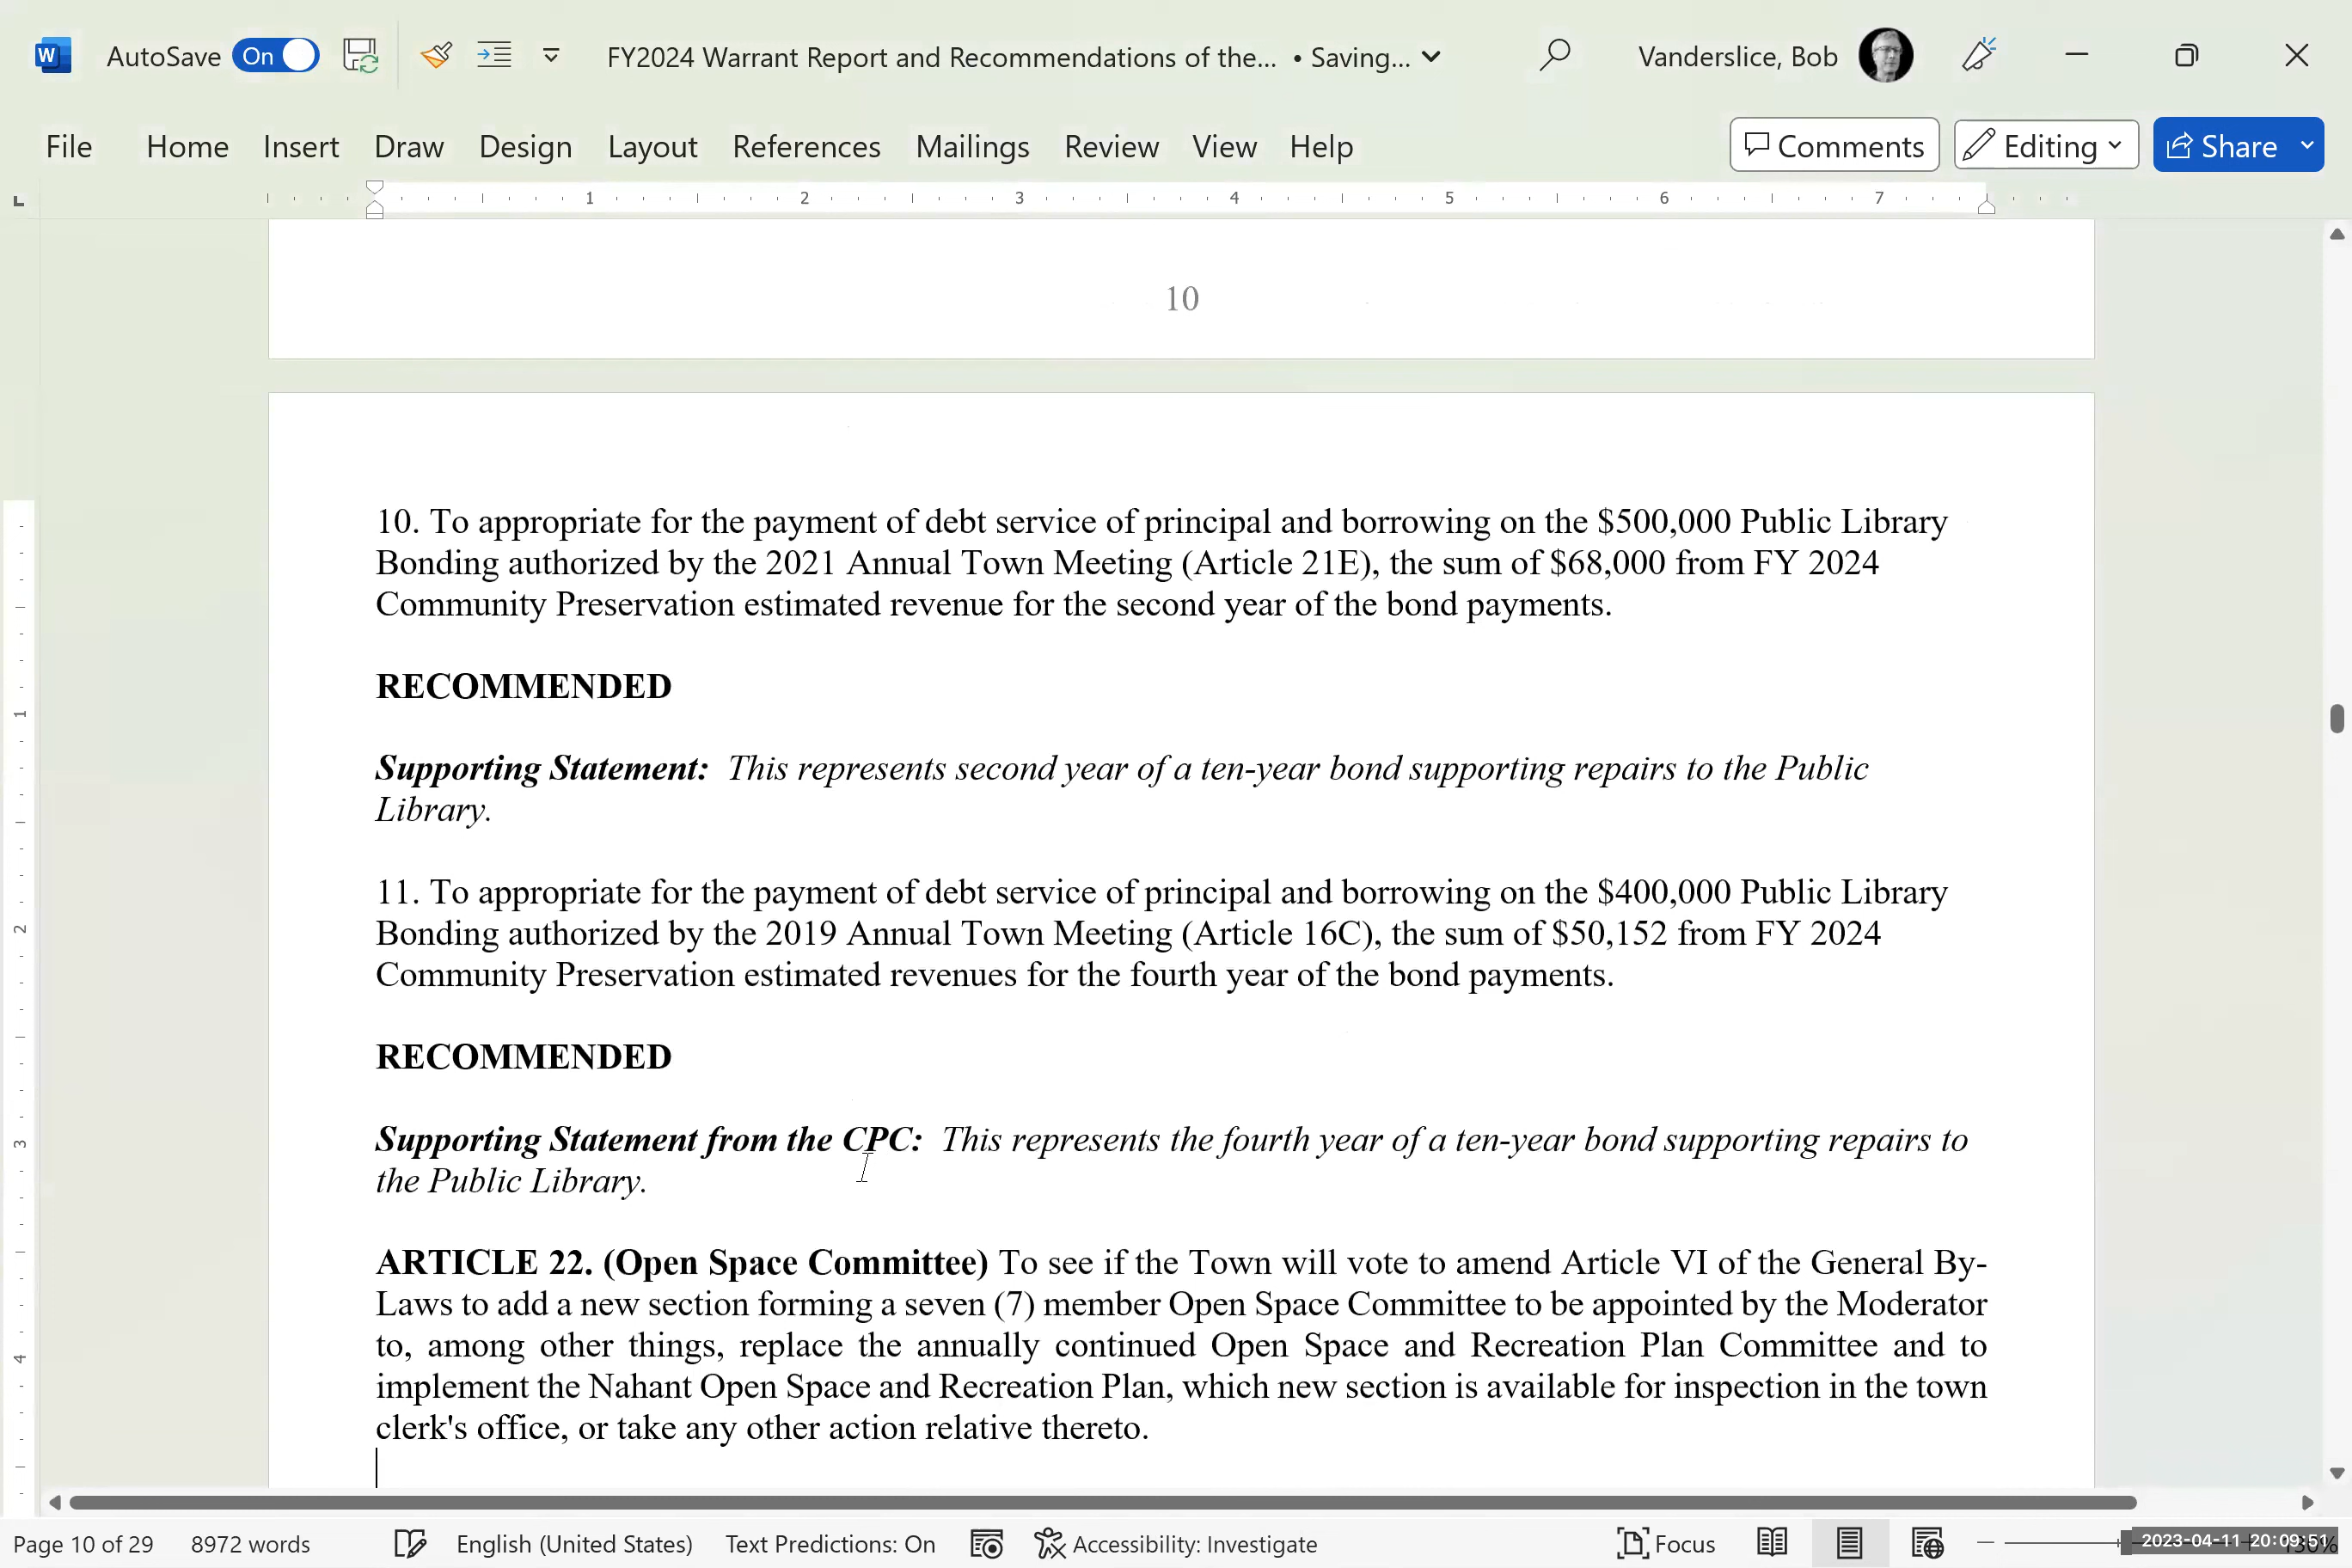 AutoSave On FY2024 Warrant Report and Recommendations of the... • Saving... Vanderslice, Bob
File Home Insert Draw Design Layout References Mailings Review View Help Comments Editing Share
1 2 3 4 5 6 7
10
10. To appropriate for the payment of debt service of principal and borrowing on the $500,000 Public Library
Bonding authorized by the 2021 Annual Town Meeting (Article 21E), the sum of $68,000 from FY 2024
Community Preservation estimated revenue for the second year of the bond payments.
RECOMMENDED
Supporting Statement: This represents second year of a ten-year bond supporting repairs to the Public
Library.
11. To appropriate for the payment of debt service of principal and borrowing on the $400,000 Public Library
Bonding authorized by the 2019 Annual Town Meeting (Article 16C), the sum of $50,152 from FY 2024
Community Preservation estimated revenues for the fourth year of the bond payments.
RECOMMENDED
Supporting Statement from the CPC: This represents the fourth year of a ten-year bond supporting repairs to
the Public Library.
ARTICLE 22. (Open Space Committee) To see if the Town will vote to amend Article VI of the General By-
Laws to add a new section forming a seven (7) member Open Space Committee to be appointed by the Moderator
to, among other things, replace the annually continued Open Space and Recreation Plan Committee and to
implement the Nahant Open Space and Recreation Plan, which new section is available for inspection in the town
clerk's office, or take any other action relative thereto.
1
2
3
4
Page 10 of 29 8972 words English (United States) Text Predictions: On Accessibility: Investigate Focus 2023-04-11 20:09:51